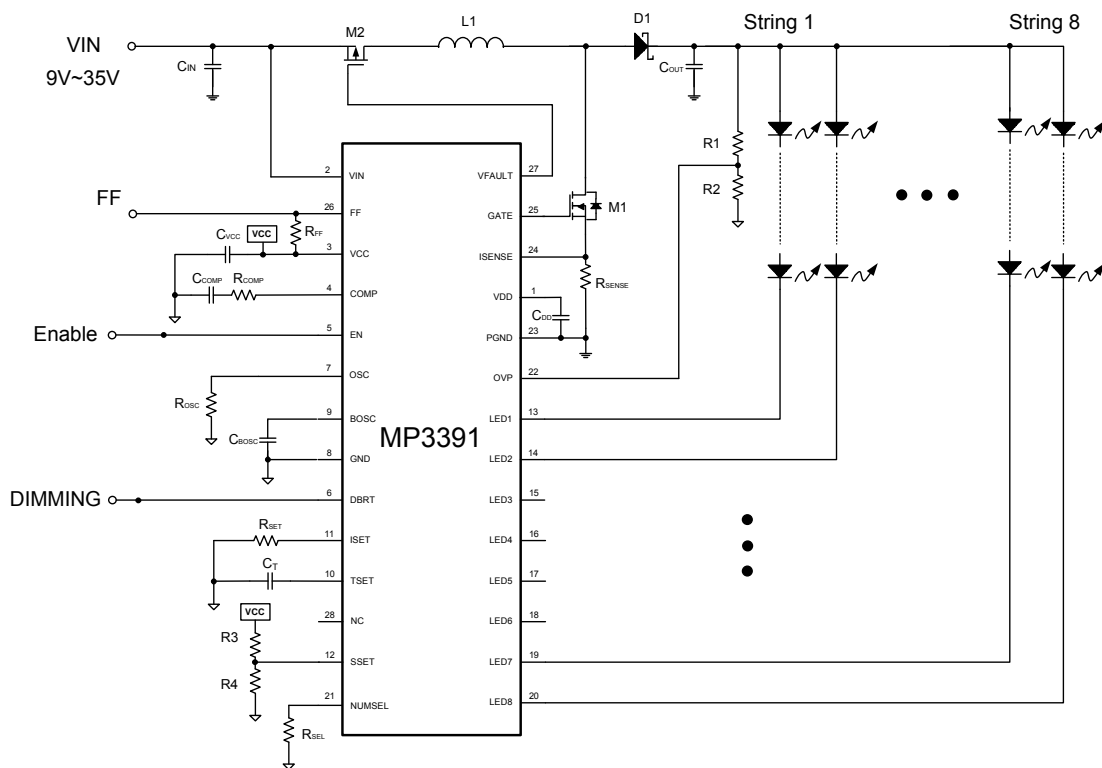 String 1
String 8
VIN
9V~35V
M2
L1
D1
CIN
COUT
R1
R2
M1
2
VIN
VFAULT
27
FF
26
FF
RFF
GATE
25
CVCC
VCC
3
VCC
ISENSE
24
RSENSE
CCOMP
RCOMP
4
COMP
VDD
1
CDD
Enable
5
EN
PGND
23
7
OSC
OVP
22
ROSC
9
BOSC
LED1
13
CBOSC
MP3391
8
GND
LED2
14
DIMMING
6
DBRT
LED3
15
RSET
11
ISET
LED4
16
CT
10
TSET
LED5
17
VCC
28
NC
LED6
18
R3
12
SSET
LED7
19
R4
21
NUMSEL
LED8
20
RSEL